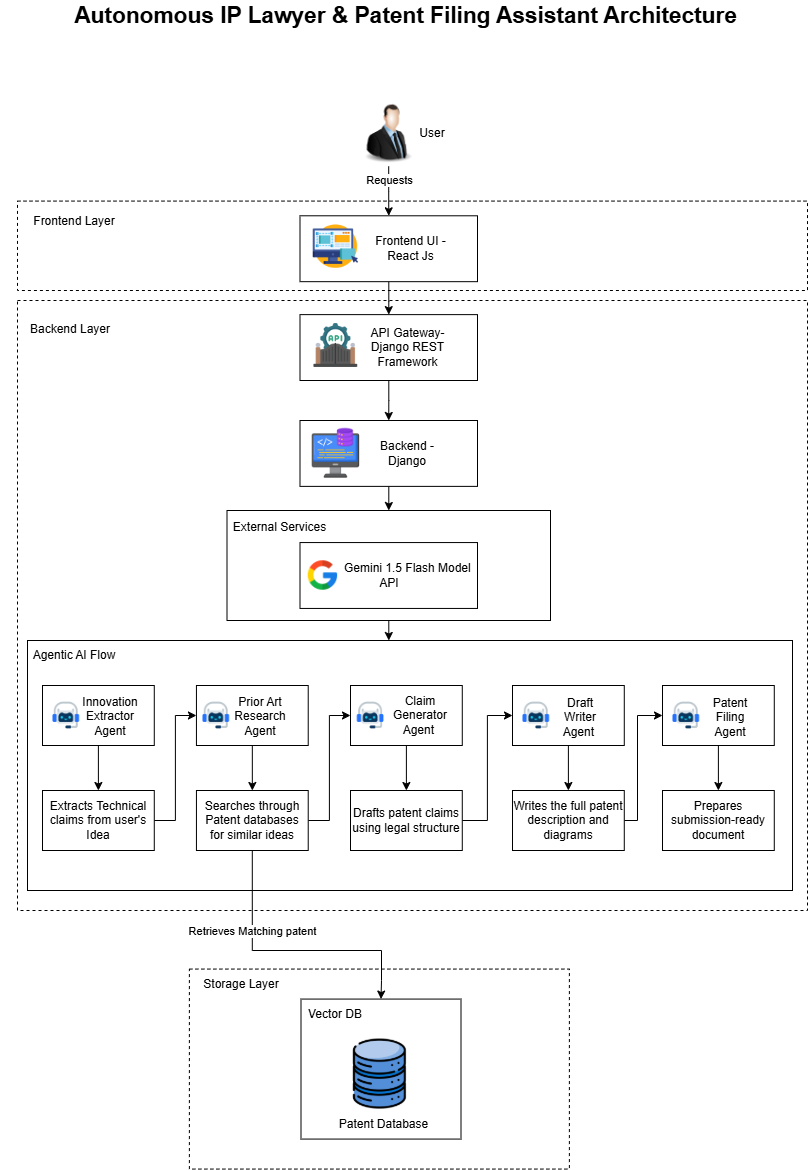 Autonomous IP Lawyer & Patent Filing Assistant Architecture
User
Requests
Frontend Layer
Frontend UI -
React Js
Backend Layer
API
API Gateway-
Django REST
Framework
</>
Backend -
Django
External Services
Gemini 1.5 Flash Model
API
Agentic AI Flow
Innovation
Extractor
Agent
Prior Art
Research
Agent
Claim
Generator
Agent
Draft
Writer
Agent
Patent
Filing
Agent
Extracts Technical
claims from user's
Idea
Searches through
Patent databases
for similar ideas
Drafts patent claims
using legal structure
Writes the full patent
description and
diagrams
Prepares
submission-ready
document
Retrieves Matching patent
Storage Layer
Vector DB
Patent Database